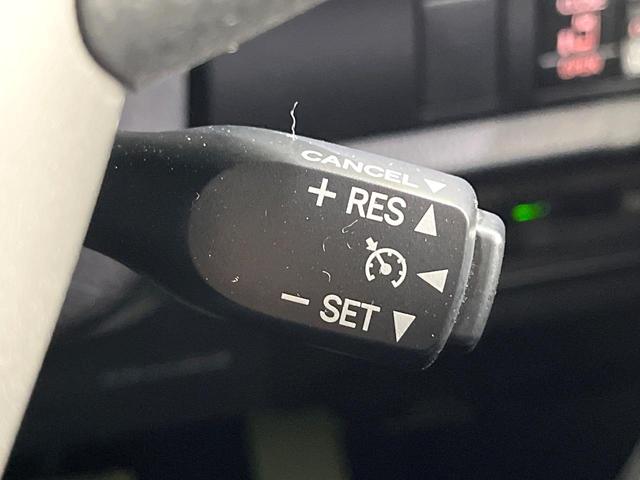 CANCEL ▼
+ RES ▲
◀
− SET ▼